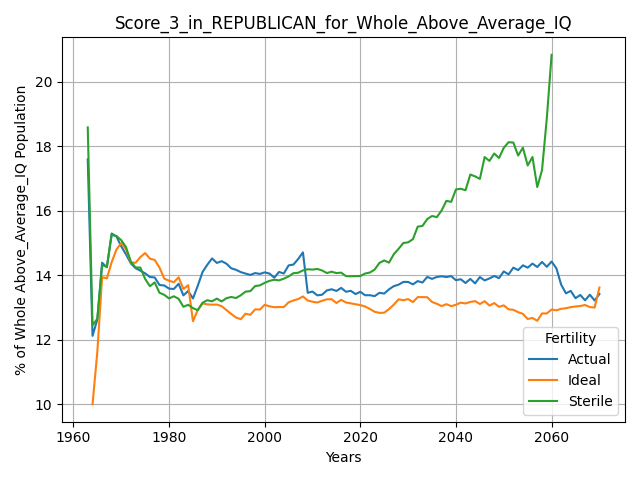 Score_3_in_REPUBLICAN_for_Whole_Above_Average_IQ
% of Whole Above_Average_IQ Population
20
18
16
14
12
10
1960
1980
2000
2020
2040
2060
Years
Fertility
Actual
Ideal
Sterile